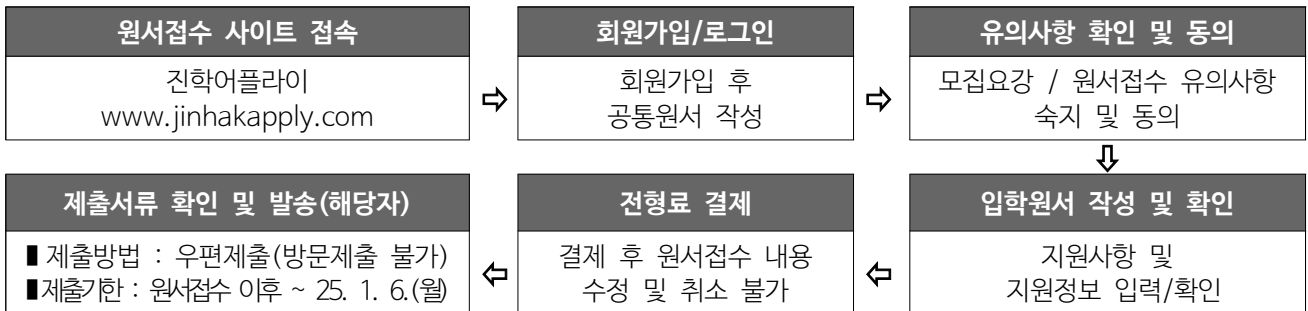 원서접수 사이트 접속
진학어플라이
www.jinhakapply.com
⇨
회원가입/로그인
회원가입 후
공통원서 작성
⇨
유의사항 확인 및 동의
모집요강 / 원서접수 유의사항
숙지 및 동의
⇩
입학원서 작성 및 확인
지원사항 및
지원정보 입력/확인
⇦
전형료 결제
결제 후 원서접수 내용
수정 및 취소 불가
⇦
제출서류 확인 및 발송(해당자)
▮제출방법 : 우편제출(방문제출 불가)
▮제출기한 : 원서접수 이후 ~ 25. 1. 6.(월)